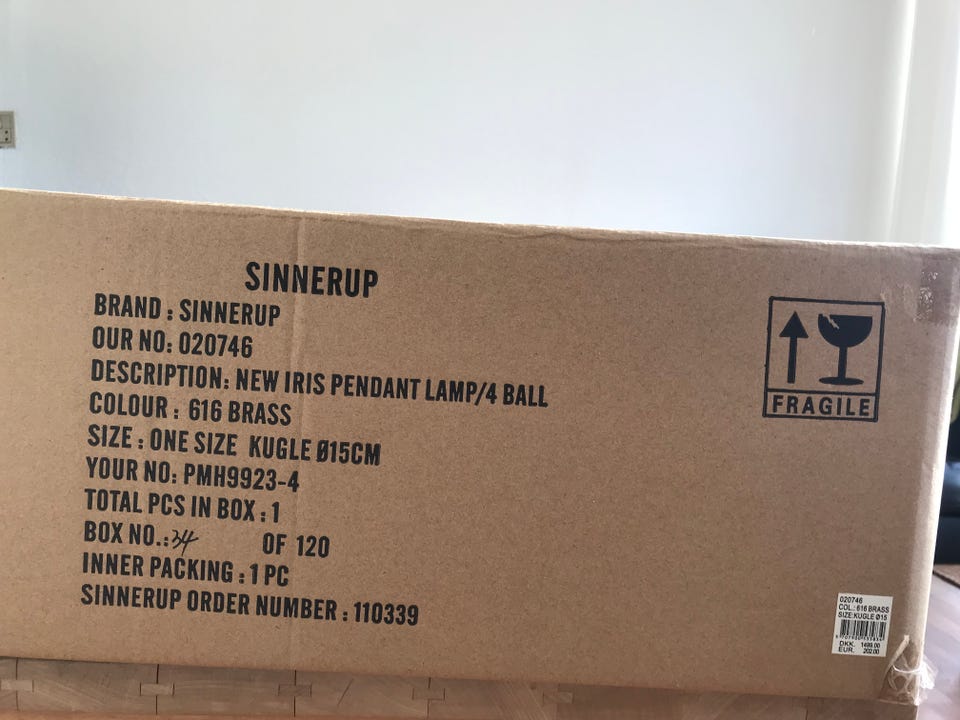 SINNERUP
BRAND : SINNERUP
OUR NO: 020746
DESCRIPTION: NEW IRIS PENDANT LAMP/4 BALL
COLOUR : 616 BRASS
SIZE : ONE SIZE KUGLE Ø15CM
YOUR NO: PMH9923-4
TOTAL PCS IN BOX : 1
BOX NO.: 34 OF 120
INNER PACKING : 1 PC
SINNERUP ORDER NUMBER : 110339
FRAGILE
020746
COL.: 616 BRASS
SIZE: KUGLE Ø15
DKK. 1499.00
EUR. 202.00